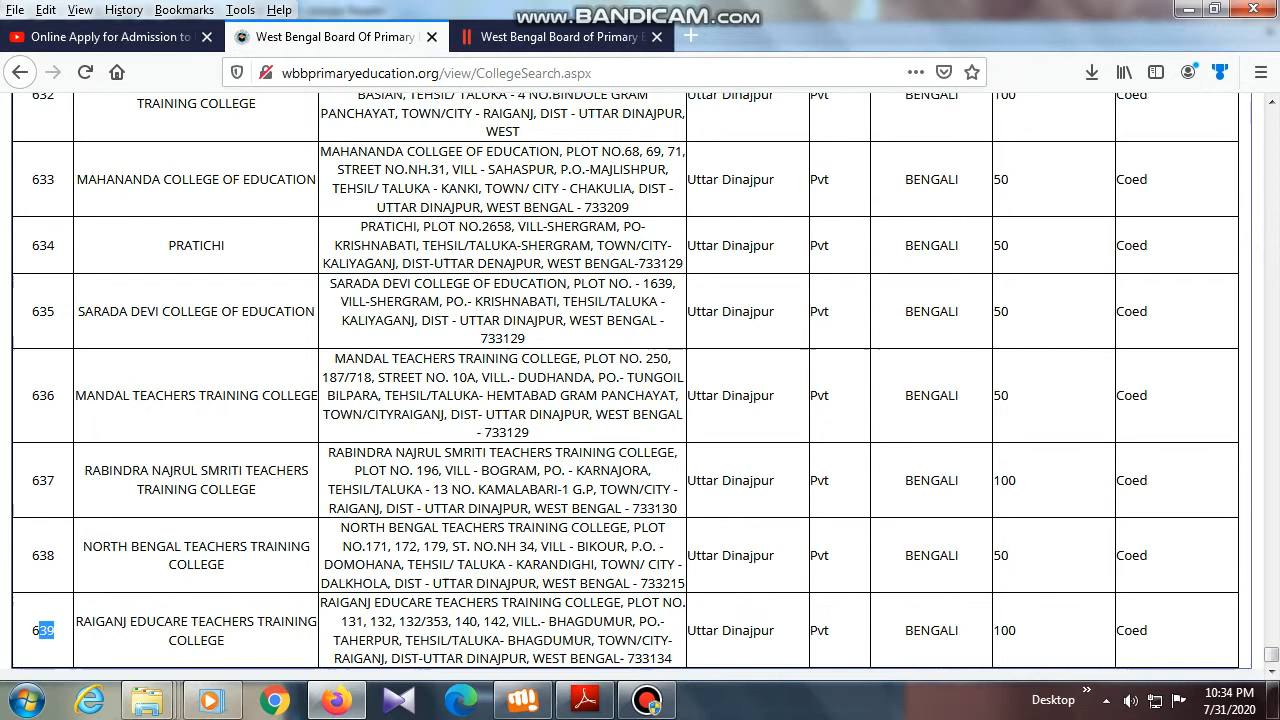 File Edit View History Bookmarks Tools Help
www.BANDICAM.com
Online Apply for Admission to
West Bengal Board Of Primary
West Bengal Board of Primary
wbbprimaryeducation.org/view/CollegeSearch.aspx
632
TRAINING COLLEGE
BASIAN, TEHSIL/ TALUKA - 4 NO.BINDOLE GRAM
PANCHAYAT, TOWN/CITY - RAIGANJ, DIST - UTTAR DINAJPUR,
WEST
Uttar Dinajpur
Pvt
BENGALI
100
Coed
633
MAHANANDA COLLEGE OF EDUCATION
MAHANANDA COLLGEE OF EDUCATION, PLOT NO.68, 69, 71,
STREET NO.NH.31, VILL - SAHASPUR, P.O.-MAJLISHPUR,
TEHSIL/ TALUKA - KANKI, TOWN/ CITY - CHAKULIA, DIST -
UTTAR DINAJPUR, WEST BENGAL - 733209
Uttar Dinajpur
Pvt
BENGALI
50
Coed
634
PRATICHI
PRATICHI, PLOT NO.2658, VILL-SHERGRAM, PO-
KRISHNABATI, TEHSIL/TALUKA-SHERGRAM, TOWN/CITY-
KALIYAGANJ, DIST-UTTAR DENAJPUR, WEST BENGAL-733129
Uttar Dinajpur
Pvt
BENGALI
50
Coed
635
SARADA DEVI COLLEGE OF EDUCATION
SARADA DEVI COLLEGE OF EDUCATION, PLOT NO. - 1639,
VILL-SHERGRAM, PO.- KRISHNABATI, TEHSIL/TALUKA -
KALIYAGANJ, DIST - UTTAR DINAJPUR, WEST BENGAL -
733129
Uttar Dinajpur
Pvt
BENGALI
50
Coed
636
MANDAL TEACHERS TRAINING COLLEGE
MANDAL TEACHERS TRAINING COLLEGE, PLOT NO. 250,
187/718, STREET NO. 10A, VILL.- DUDHANDA, PO.- TUNGOIL
BILPARA, TEHSIL/TALUKA- HEMTABAD GRAM PANCHAYAT,
TOWN/CITYRAIGANJ, DIST- UTTAR DINAJPUR, WEST BENGAL
- 733129
Uttar Dinajpur
Pvt
BENGALI
50
Coed
637
RABINDRA NAJRUL SMRITI TEACHERS
TRAINING COLLEGE
RABINDRA NAJRUL SMRITI TEACHERS TRAINING COLLEGE,
PLOT NO. 196, VILL - BOGRAM, PO. - KARNAJORA,
TEHSIL/TALUKA - 13 NO. KAMALABARI-1 G.P, TOWN/CITY -
RAIGANJ, DIST - UTTAR DINAJPUR, WEST BENGAL - 733130
Uttar Dinajpur
Pvt
BENGALI
100
Coed
638
NORTH BENGAL TEACHERS TRAINING
COLLEGE
NORTH BENGAL TEACHERS TRAINING COLLEGE, PLOT
NO.171, 172, 179, ST. NO.NH 34, VILL - BIKOUR, P.O. -
DOMOHANA, TEHSIL/ TALUKA - KARANDIGHI, TOWN/ CITY -
DALKHOLA, DIST - UTTAR DINAJPUR, WEST BENGAL - 733215
Uttar Dinajpur
Pvt
BENGALI
50
Coed
639
RAIGANJ EDUCARE TEACHERS TRAINING
COLLEGE
RAIGANJ EDUCARE TEACHERS TRAINING COLLEGE, PLOT NO.
131, 132, 132/353, 140, 142, VILL.- BHAGDUMUR, PO.-
TAHERPUR, TEHSIL/TALUKA- BHAGDUMUR, TOWN/CITY-
RAIGANJ, DIST-UTTAR DINAJPUR, WEST BENGAL- 733134
Uttar Dinajpur
Pvt
BENGALI
100
Coed
Desktop
10:34 PM
7/31/2020